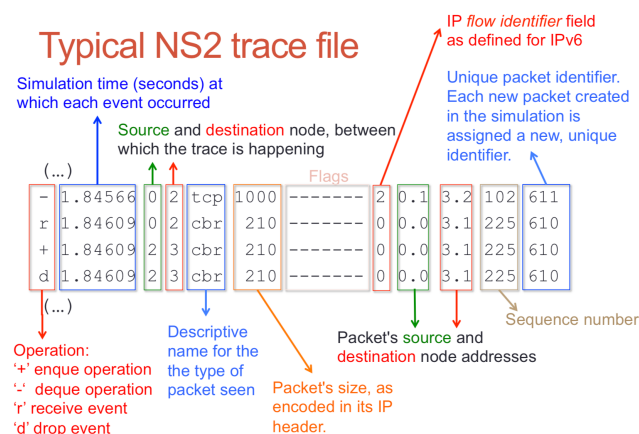 Typical NS2 trace file
IP flow identifier field
as defined for IPv6
Simulation time (seconds) at
which each event occurred
Unique packet identifier.
Each new packet created
in the simulation is
assigned a new, unique
identifier.
Source and destination node, between
which the trace is happening
(...)
Flags
- 1.84566 0 2 tcp 1000 ------- 2 0.1 3.2 102 611
r 1.84609 0 2 cbr 210 ------- 0 0.0 3.1 225 610
+ 1.84609 2 3 cbr 210 ------- 0 0.0 3.1 225 610
d 1.84609 2 3 cbr 210 ------- 0 0.0 3.1 225 610
(...)
Sequence number
Packet's source and
destination node addresses
Descriptive
name for the
the type of
packet seen
Operation:
‘+’ enque operation
‘-‘ deque operation
‘r’ receive event
‘d’ drop event
Packet's size, as
encoded in its IP
header.